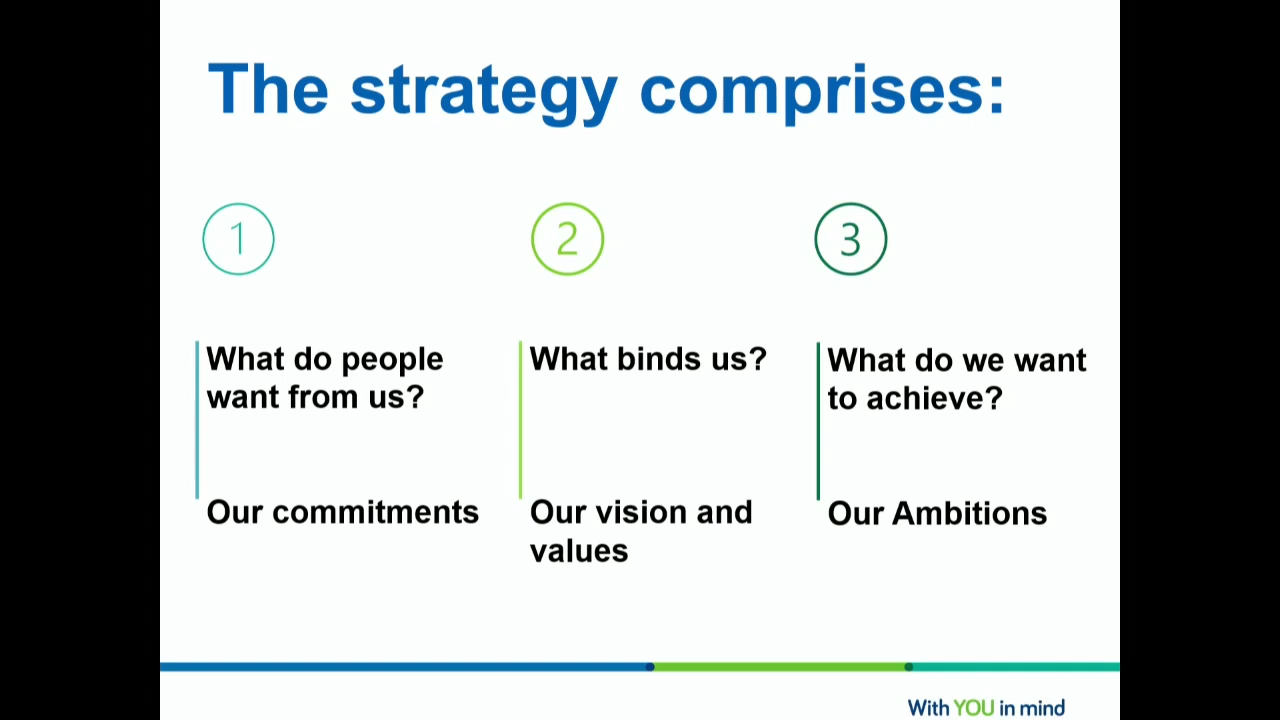 The strategy comprises:
1
2
3
What do people
want from us?
Our commitments
What binds us?
Our vision and
values
What do we want
to achieve?
Our Ambitions
With YOU in mind